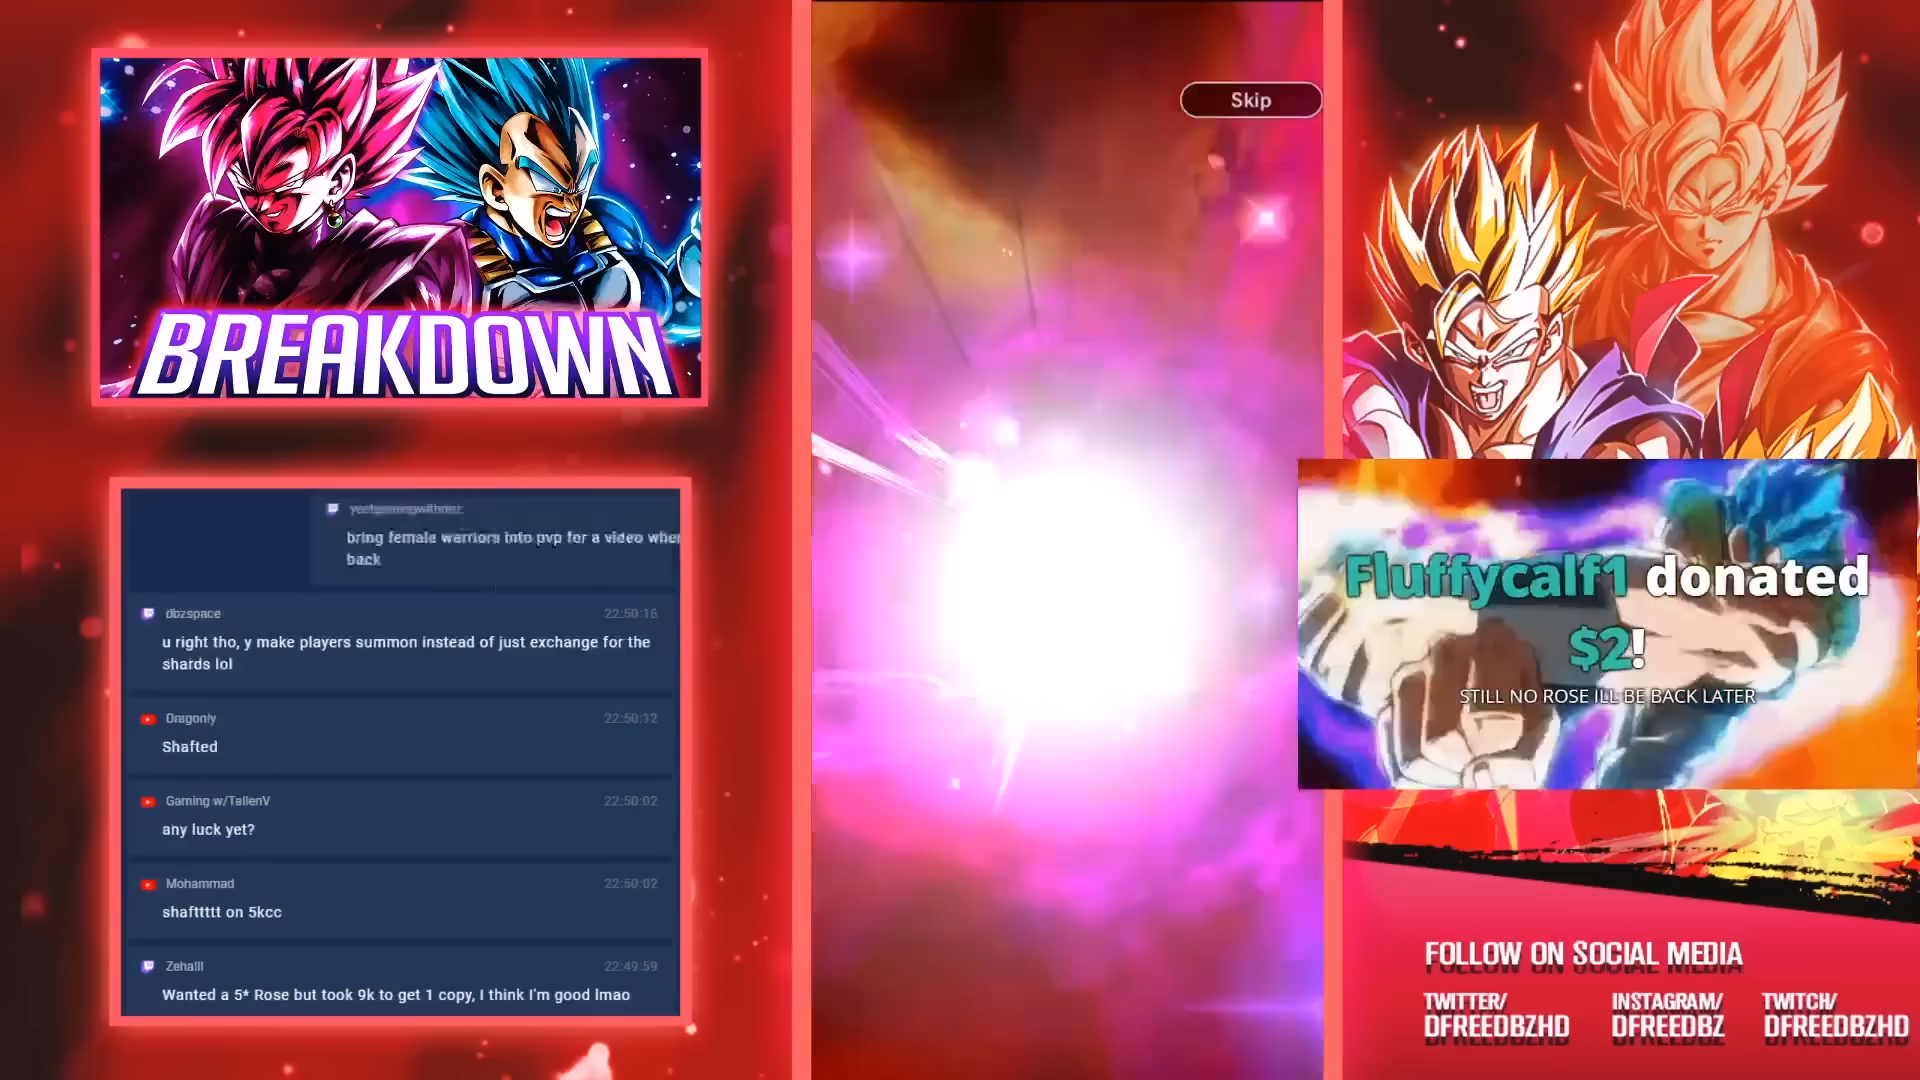 BREAKDOWN
bring female warriors into pvp for a video
back
dbzspace 22:50:16
u right tho, y make players summon instead of just exchange for the
shards lol
Dragonly 22:50:12
Shafted
Gaming w/TallenV 22:50:02
any luck yet?
Mohammad 22:50:02
shafttttt on 5kcc
Zehalll 22:49:59
Wanted a 5* Rose but took 9k to get 1 copy, I think I'm good lmao
Skip
Fluffycalf1 donated
$2!
STILL NO ROSE ILL BE BACK LATER
FOLLOW ON SOCIAL MEDIA
TWITTER/ INSTAGRAM/ TWITCH/
DFREEDBZHD DFREEDBZ DFREEDBZHD